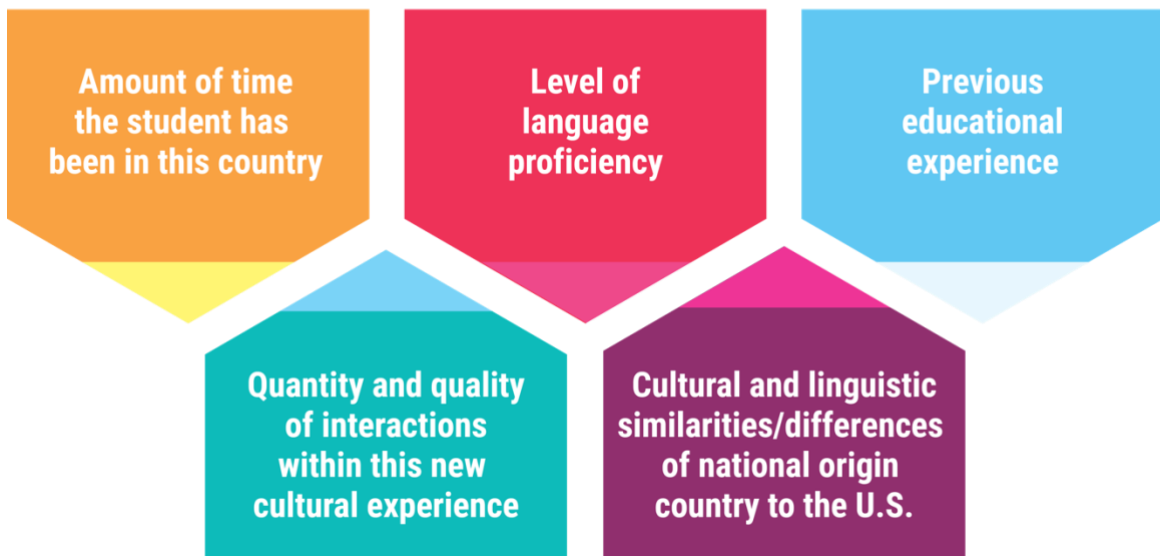 Amount of time
the student has
been in this country
Level of
language
proficiency
Previous
educational
experience
Quantity and quality
of interactions
within this new
cultural experience
Cultural and linguistic
similarities/differences
of national origin
country to the U.S.